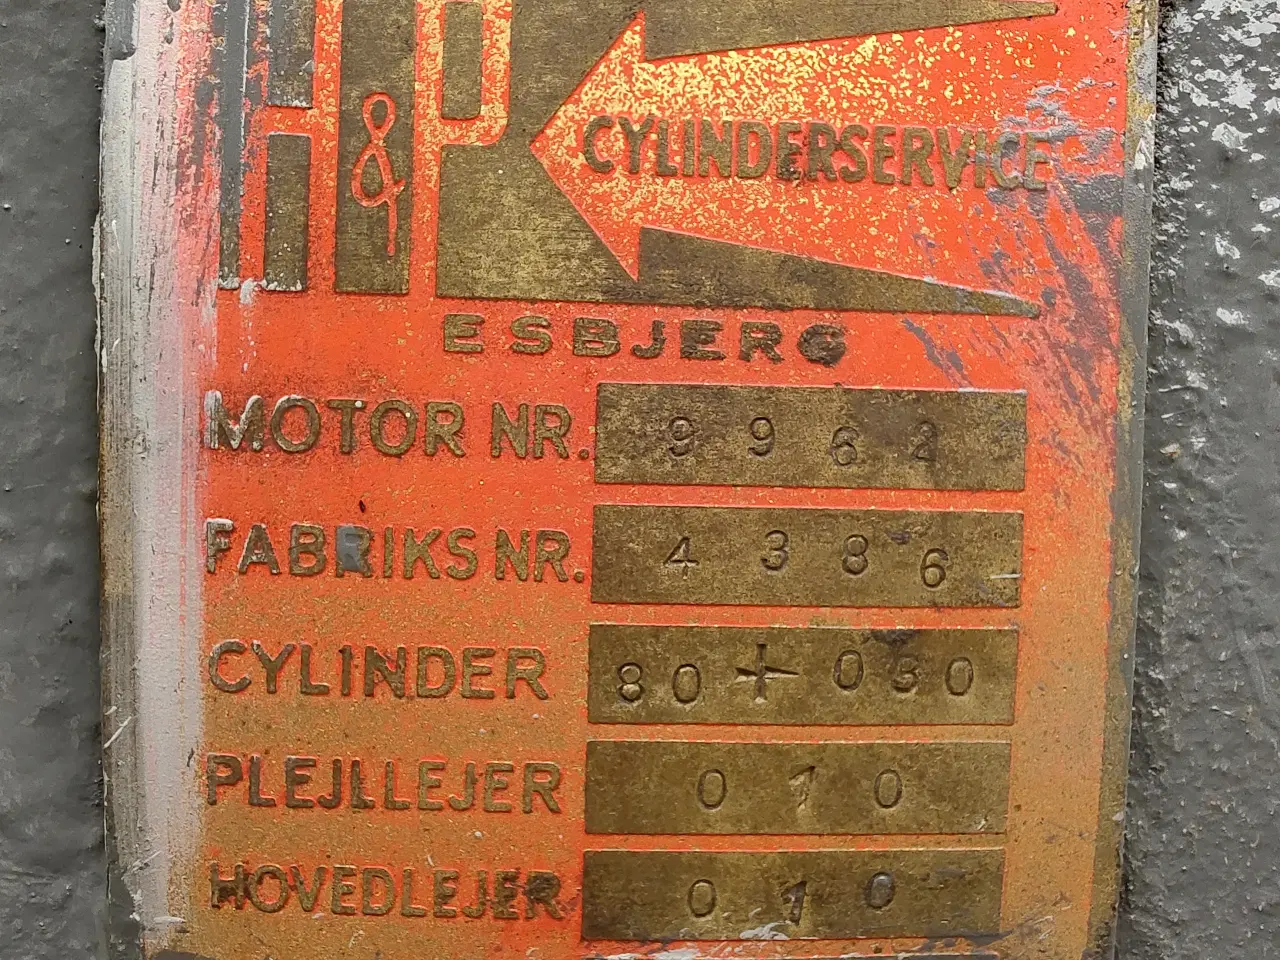 H&P
CYLINDERSERVICE
ESBJERG
MOTOR NR. 9962
FABRIKS NR. 4386
CYLINDER 80+030
PLEJLLEJER 010
HOVEDLEJER 010